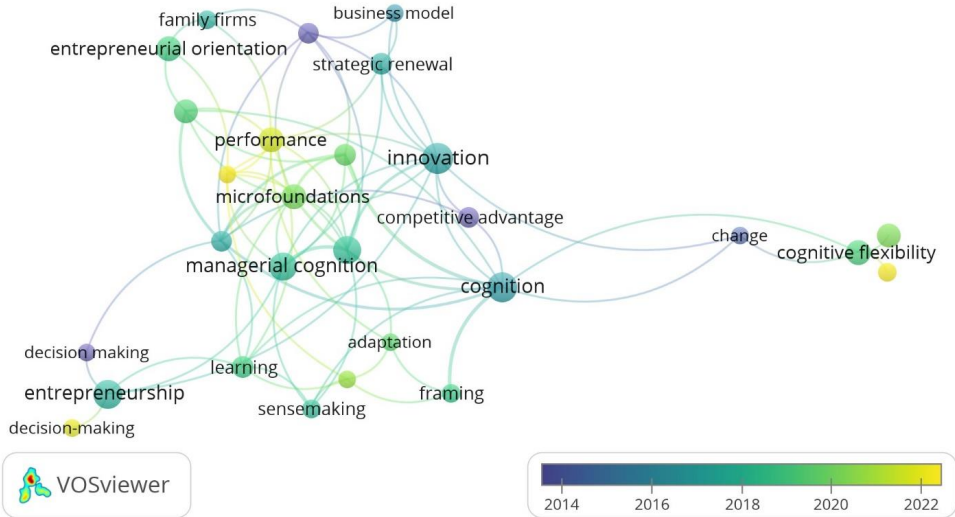 business model
family firms
entrepreneurial orientation
strategic renewal
performance
innovation
microfoundations
competitive advantage
change
cognitive flexibility
managerial cognition
cognition
adaptation
decision making
learning
entrepreneurship
framing
sensemaking
decision-making
VOSviewer
2014 2016 2018 2020 2022